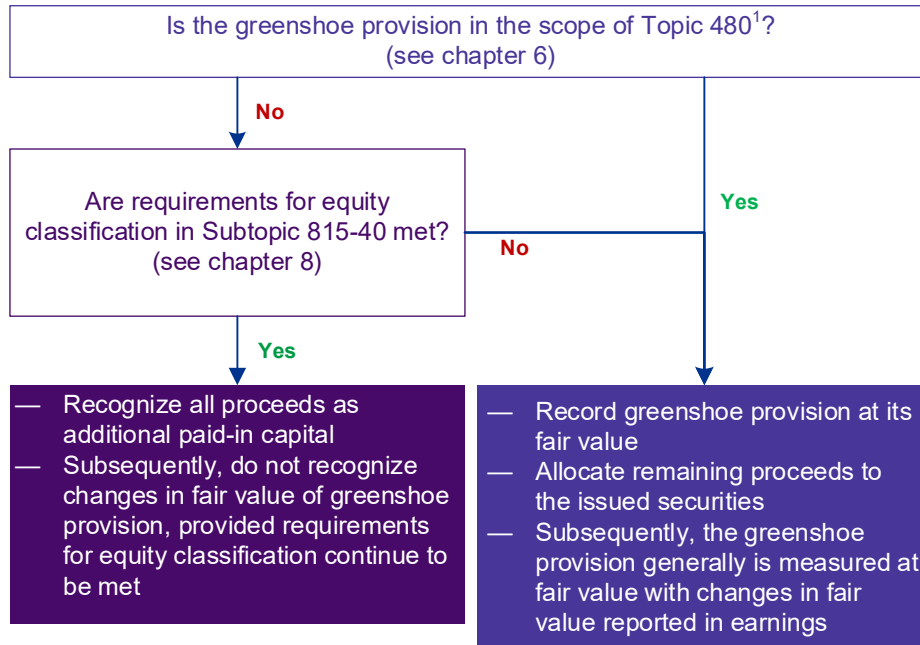 Is the greenshoe provision in the scope of Topic 480¹?
(see chapter 6)
No
Yes
Are requirements for equity
classification in Subtopic 815-40 met?
(see chapter 8)
No
Yes
— Recognize all proceeds as
additional paid-in capital
— Subsequently, do not recognize
changes in fair value of greenshoe
provision, provided requirements
for equity classification continue to
be met
— Record greenshoe provision at its
fair value
— Allocate remaining proceeds to
the issued securities
— Subsequently, the greenshoe
provision generally is measured at
fair value with changes in fair
value reported in earnings